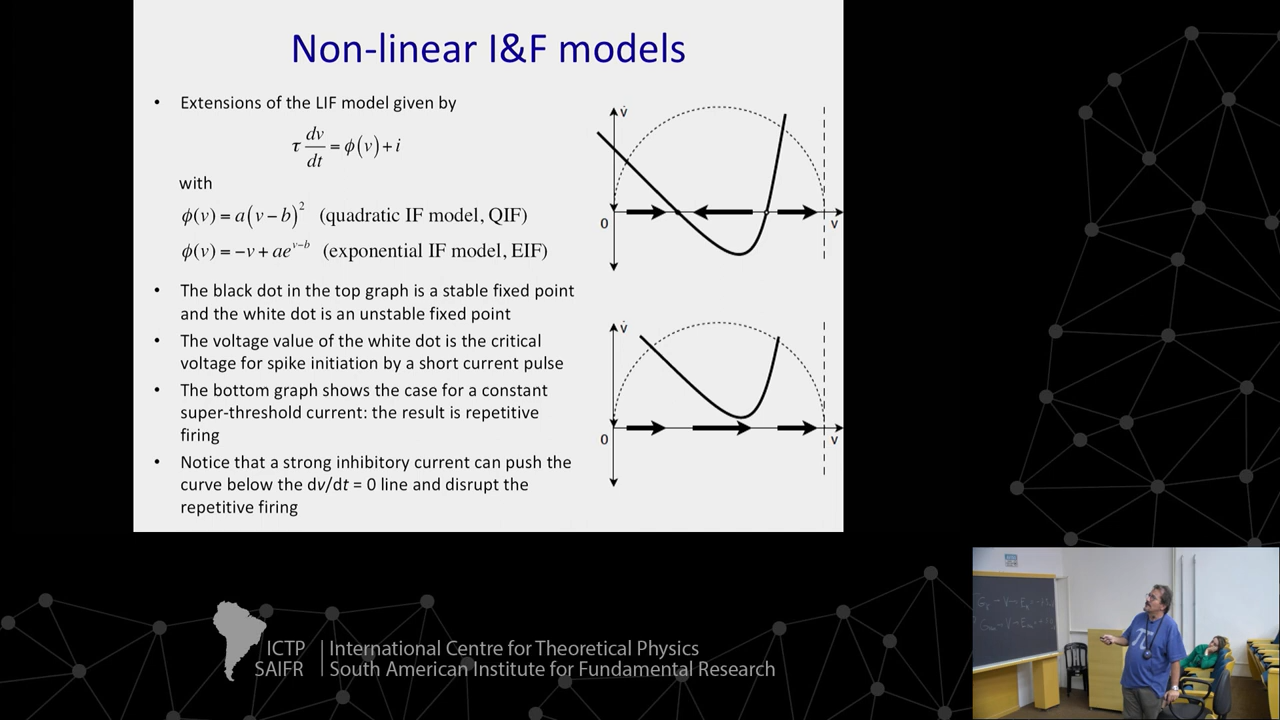 Non-linear I&F models
• Extensions of the LIF model given by
τ dv/dt = ϕ(v) + i
with
ϕ(v) = a(v − b)² (quadratic IF model, QIF)
ϕ(v) = −v + ae^(v−b) (exponential IF model, EIF)
• The black dot in the top graph is a stable fixed point
and the white dot is an unstable fixed point
• The voltage value of the white dot is the critical
voltage for spike initiation by a short current pulse
• The bottom graph shows the case for a constant
super-threshold current: the result is repetitive
firing
• Notice that a strong inhibitory current can push the
curve below the dv/dt = 0 line and disrupt the
repetitive firing
v̇
0
v
v̇
0
v
ICTP
SAIFR
International Centre for Theoretical Physics
South American Institute for Fundamental Research